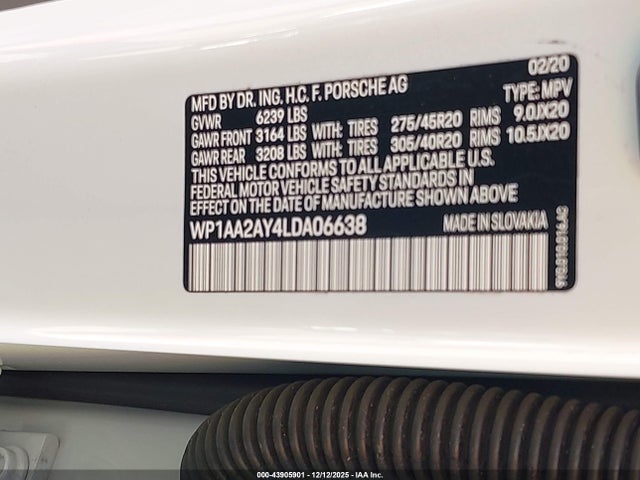 02/20
MFD BY DR. ING. H.C. F. PORSCHE AG
GVWR 6239 LBS TYPE: MPV
GAWR FRONT 3164 LBS WITH: TIRES 275/45R20 RIMS 9.0JX20
GAWR REAR 3208 LBS WITH: TIRES 305/40R20 RIMS 10.5JX20
THIS VEHICLE CONFORMS TO ALL APPLICABLE U.S.
FEDERAL MOTOR VEHICLE SAFETY STANDARDS IN
EFFECT ON THE DATE OF MANUFACTURE SHOWN ABOVE
WP1AA2AY4LDA06638 MADE IN SLOVAKIA
000-43905901 - 12/12/2025 - IAA Inc.